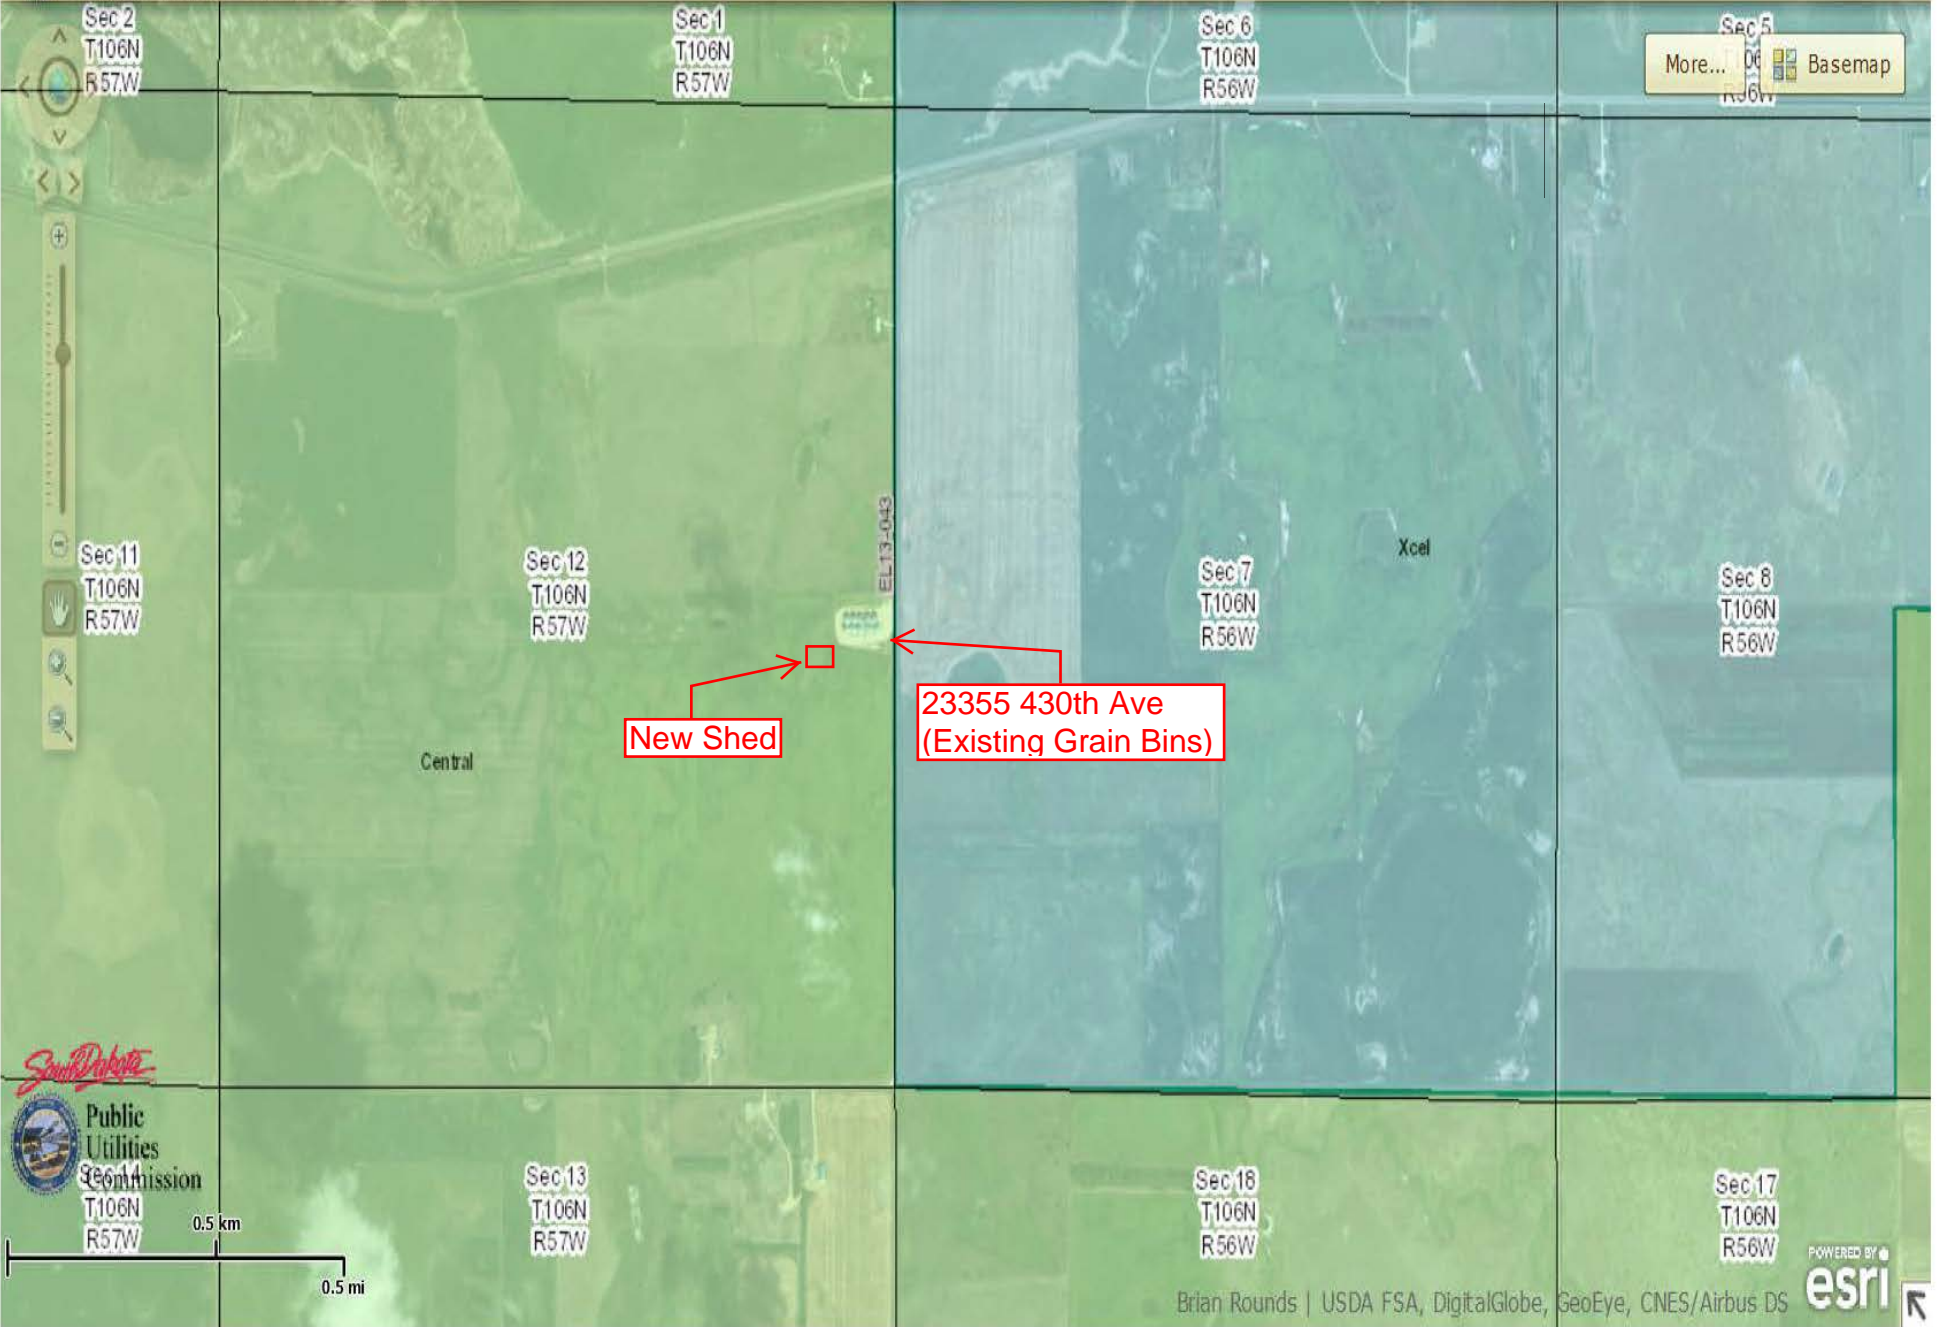 Sec 2
T106N
R57W
Sec 1
T106N
R57W
Sec 6
T106N
R56W
Sec 5
R56W
More...
Basemap
Sec 11
T106N
R57W
Sec 12
T106N
R57W
EL13-043
Sec 7
T106N
R56W
Xcel
Sec 8
T106N
R56W
New Shed
23355 430th Ave
(Existing Grain Bins)
Central
South Dakota
Public
Utilities
Commission
Sec 14
T106N
R57W
Sec 13
T106N
R57W
Sec 18
T106N
R56W
Sec 17
T106N
R56W
0.5 km
0.5 mi
Brian Rounds | USDA FSA, DigitalGlobe, GeoEye, CNES/Airbus DS
POWERED BY
esri